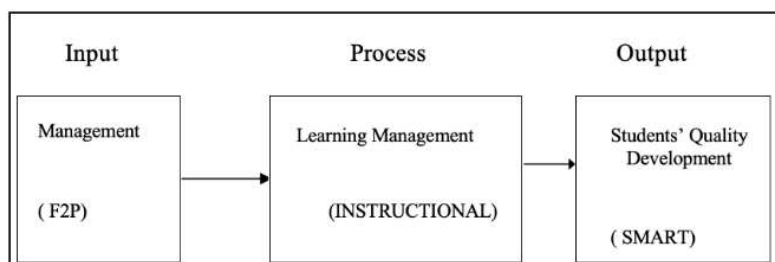 Input
Process
Output
Management
( F2P)
Learning Management
(INSTRUCTIONAL)
Students’ Quality
Development
( SMART)